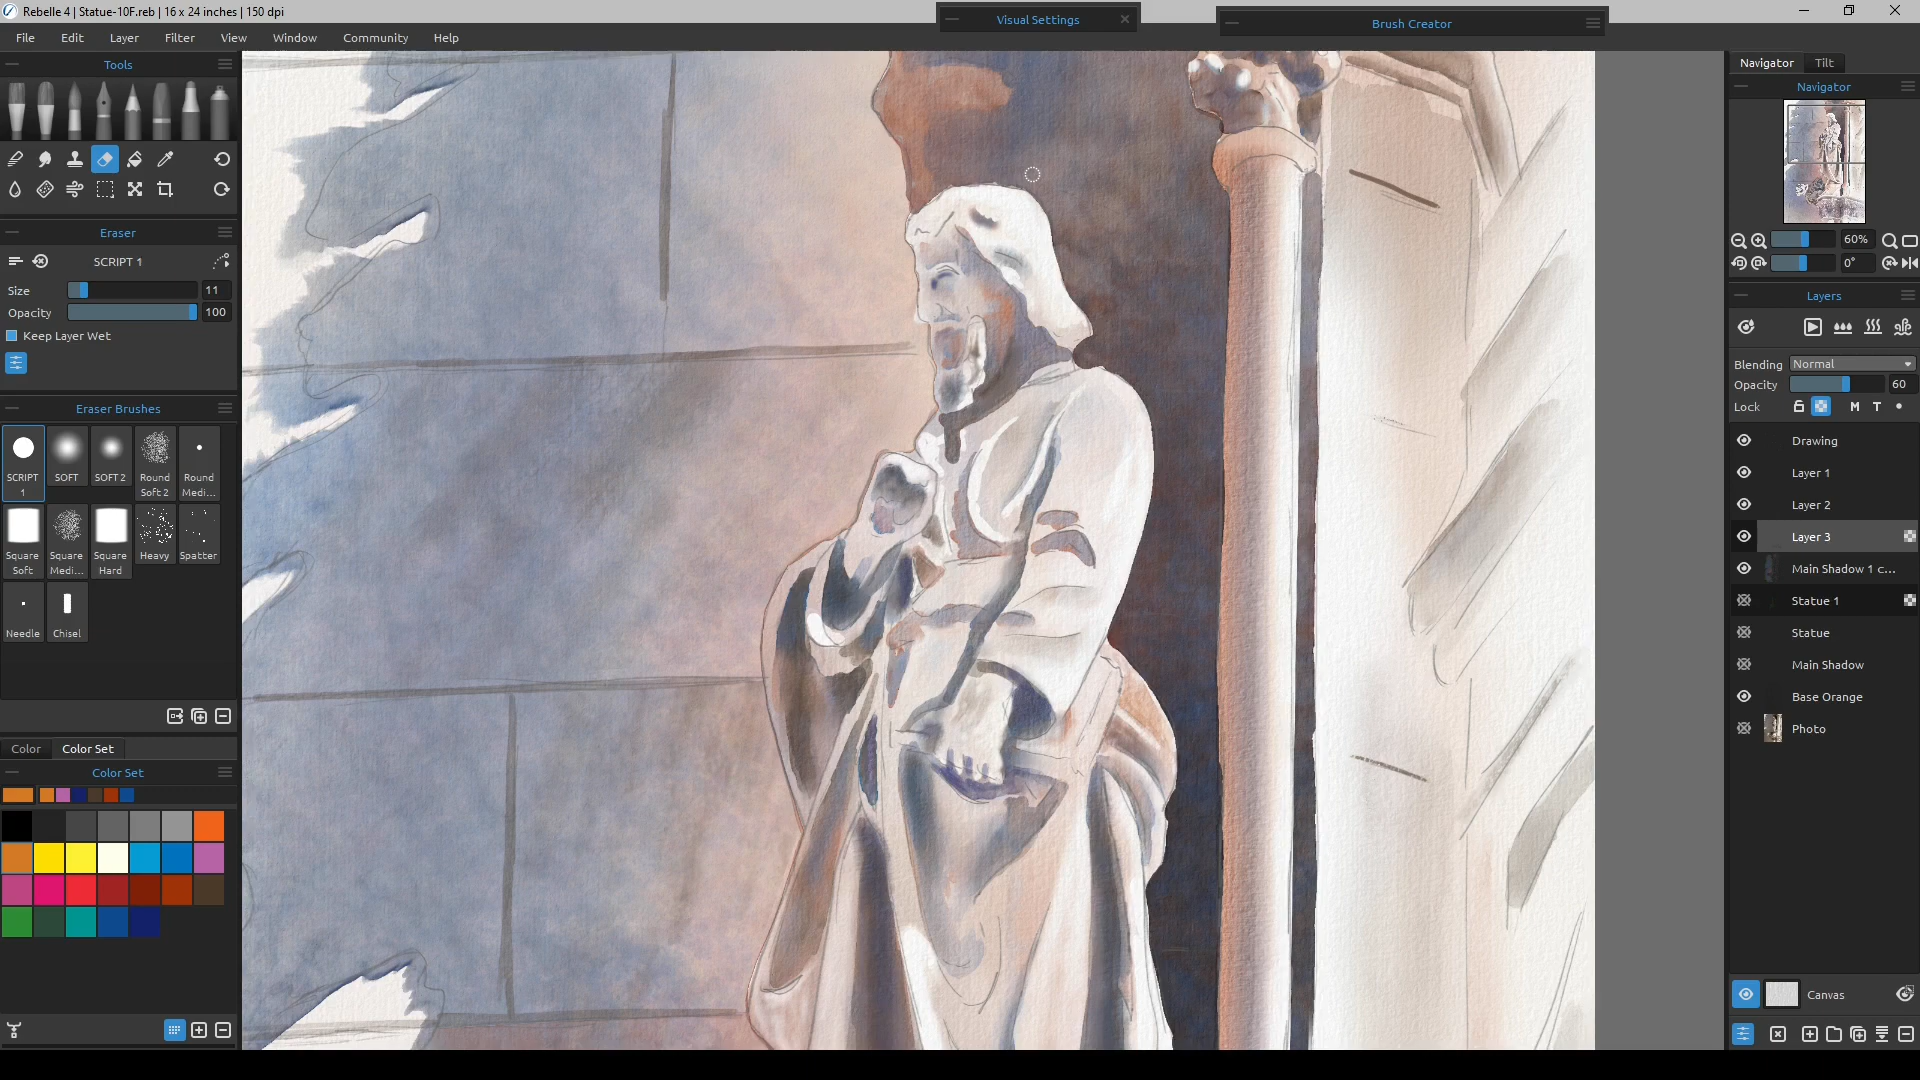 Rebelle 4 | Statue-10F.reb | 16 x 24 inches | 150 dpi
Visual Settings
Brush Creator
File Edit Layer Filter View Window Community Help
Tools
Eraser
SCRIPT 1
Size 11
Opacity 100
Keep Layer Wet
Eraser Brushes
SCRIPT 1
SOFT
SOFT 2
Round Soft 2
Round Medi...
Square Soft
Square Medi...
Square Hard
Heavy
Spatter
Needle
Chisel
Color Color Set
Color Set
Navigator Tilt
Navigator
60%
0°
Layers
Blending Normal
Opacity 60
Lock M T
Drawing
Layer 1
Layer 2
Layer 3
Main Shadow 1 c...
Statue 1
Statue
Main Shadow
Base Orange
Photo
Canvas